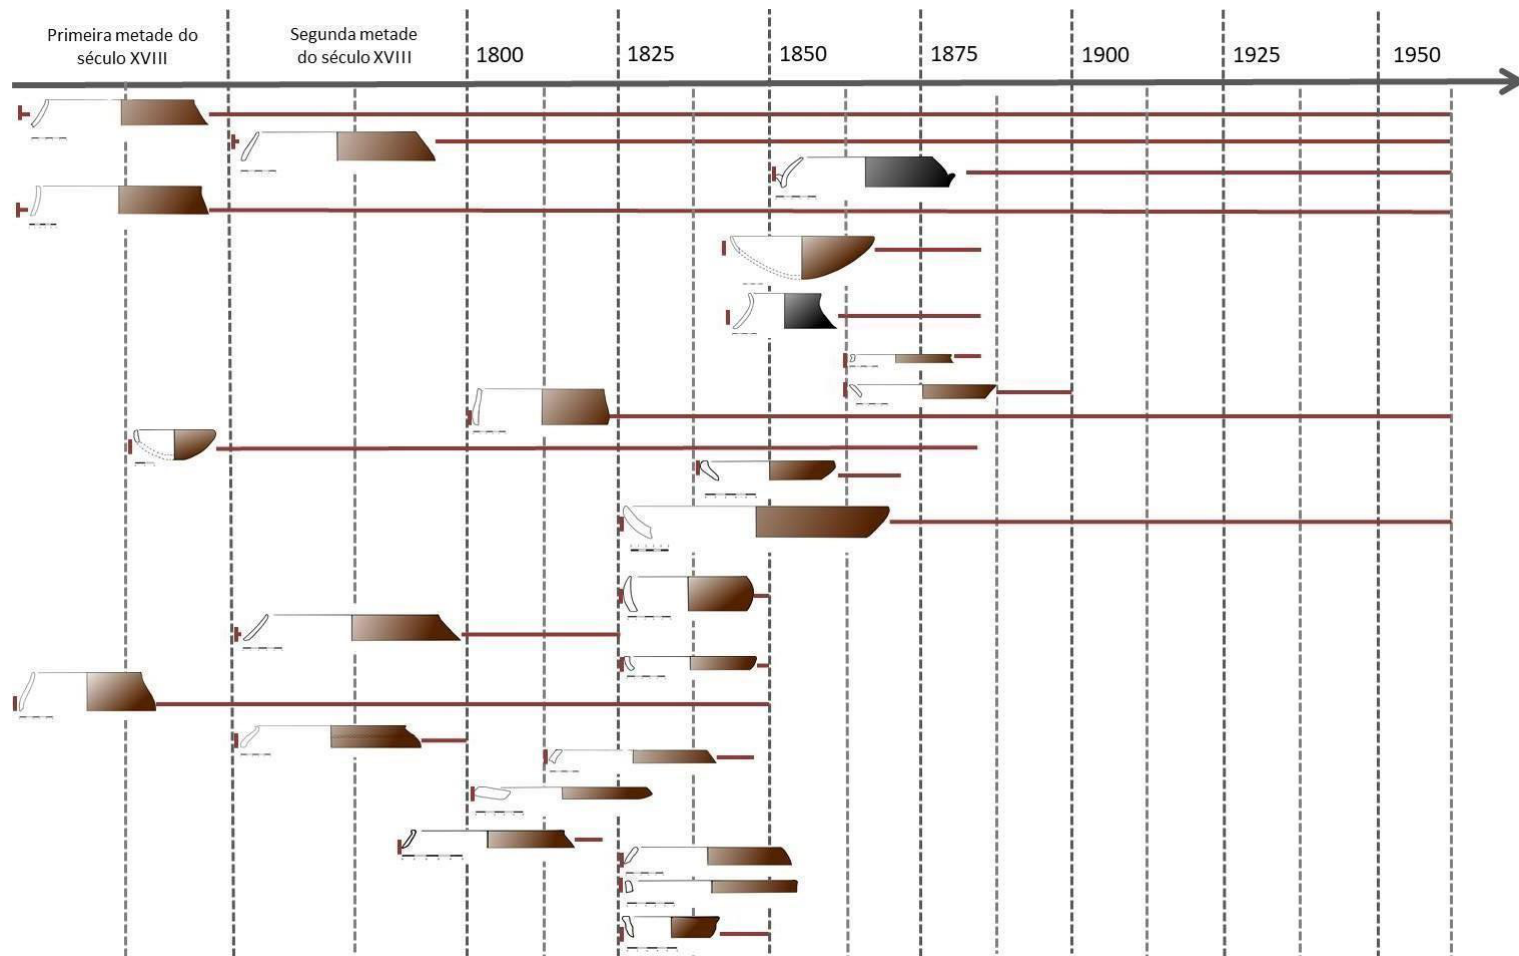 Primeira metade do
século XVIII
Segunda metade
do século XVIII
1800
1825
1850
1875
1900
1925
1950